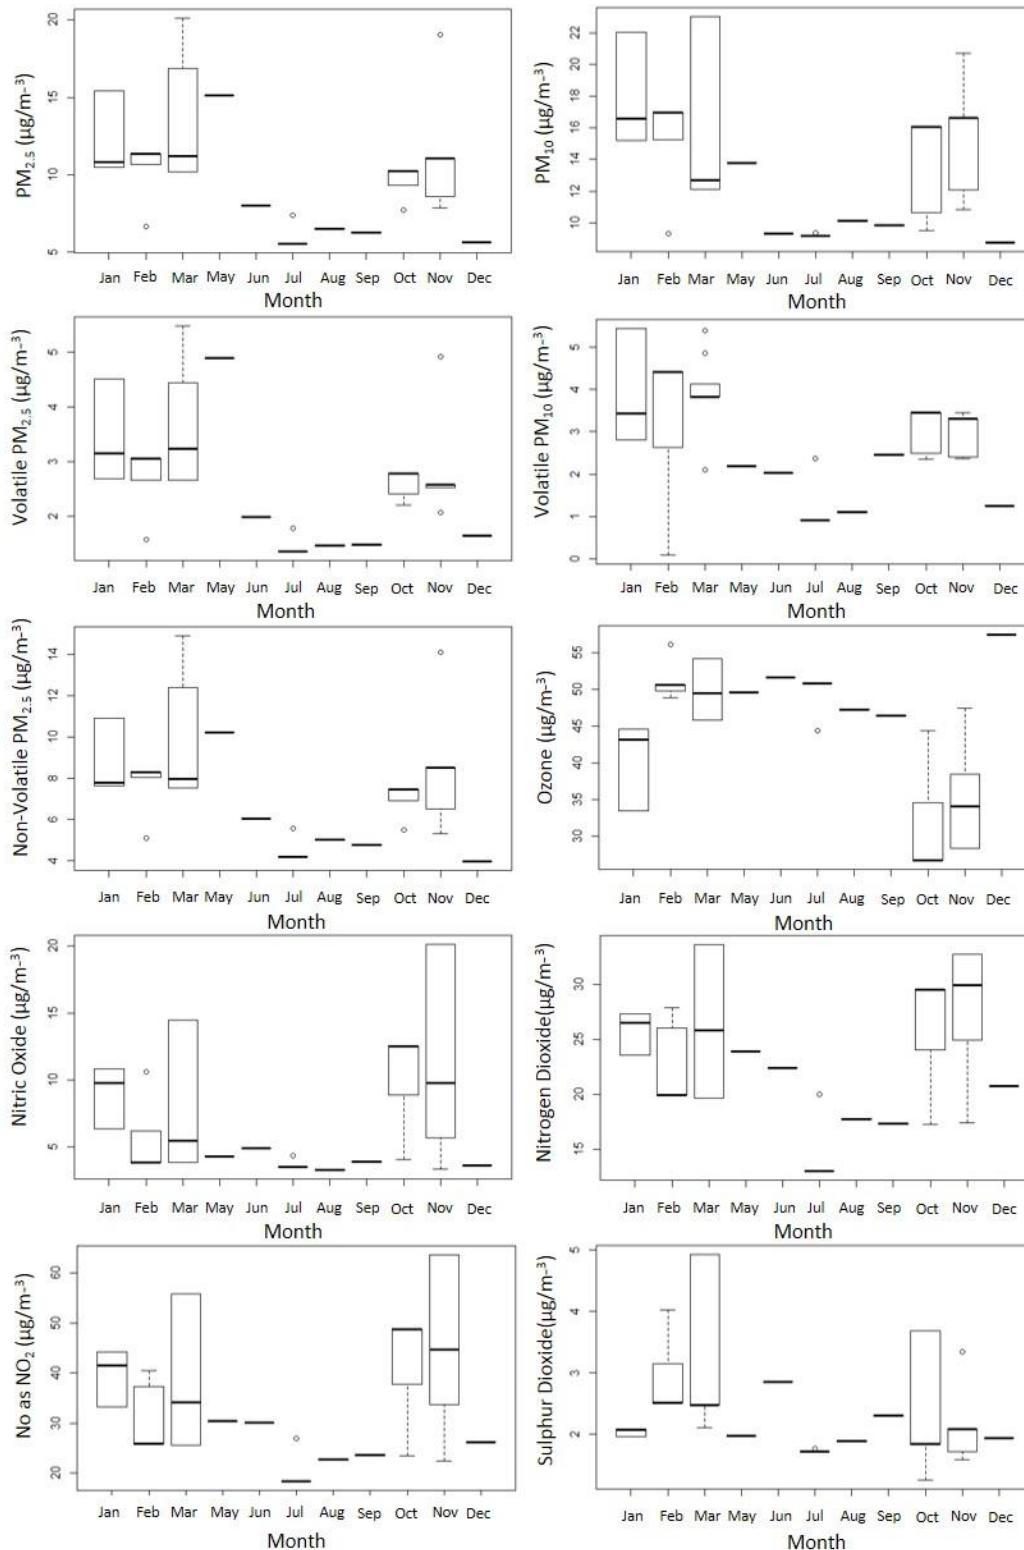 PM2.5 (µg/m-³)
20
15
10
5
Jan Feb Mar May Jun Jul Aug Sep Oct Nov Dec
Month
PM10 (µg/m-³)
22
20
18
16
14
12
10
Jan Feb Mar May Jun Jul Aug Sep Oct Nov Dec
Month
Volatile PM2.5 (µg/m-³)
5
4
3
2
Jan Feb Mar May Jun Jul Aug Sep Oct Nov Dec
Month
Volatile PM10 (µg/m-³)
5
4
3
2
1
0
Jan Feb Mar May Jun Jul Aug Sep Oct Nov Dec
Month
Non-Volatile PM2.5 (µg/m-³)
14
12
10
8
6
4
Jan Feb Mar May Jun Jul Aug Sep Oct Nov Dec
Month
Ozone (µg/m-³)
55
50
45
40
35
30
Jan Feb Mar May Jun Jul Aug Sep Oct Nov Dec
Month
Nitric Oxide (µg/m-³)
20
15
10
5
Jan Feb Mar May Jun Jul Aug Sep Oct Nov Dec
Month
Nitrogen Dioxide(µg/m-³)
30
25
20
15
Jan Feb Mar May Jun Jul Aug Sep Oct Nov Dec
Month
No as NO2 (µg/m-³)
60
50
40
30
20
Jan Feb Mar May Jun Jul Aug Sep Oct Nov Dec
Month
Sulphur Dioxide(µg/m-³)
5
4
3
2
Jan Feb Mar May Jun Jul Aug Sep Oct Nov Dec
Month